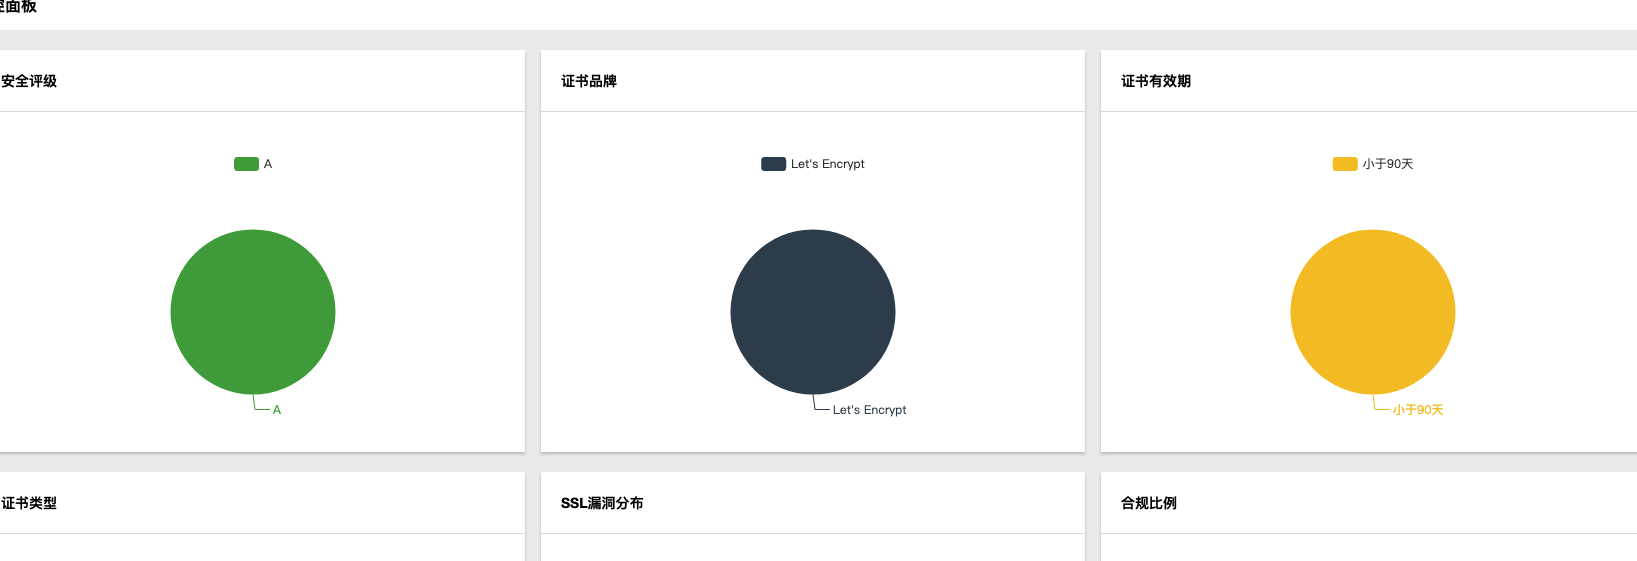 面板
安全评级
证书品牌
证书有效期
A
Let's Encrypt
小于90天
A
Let's Encrypt
小于90天
证书类型
SSL漏洞分布
合规比例